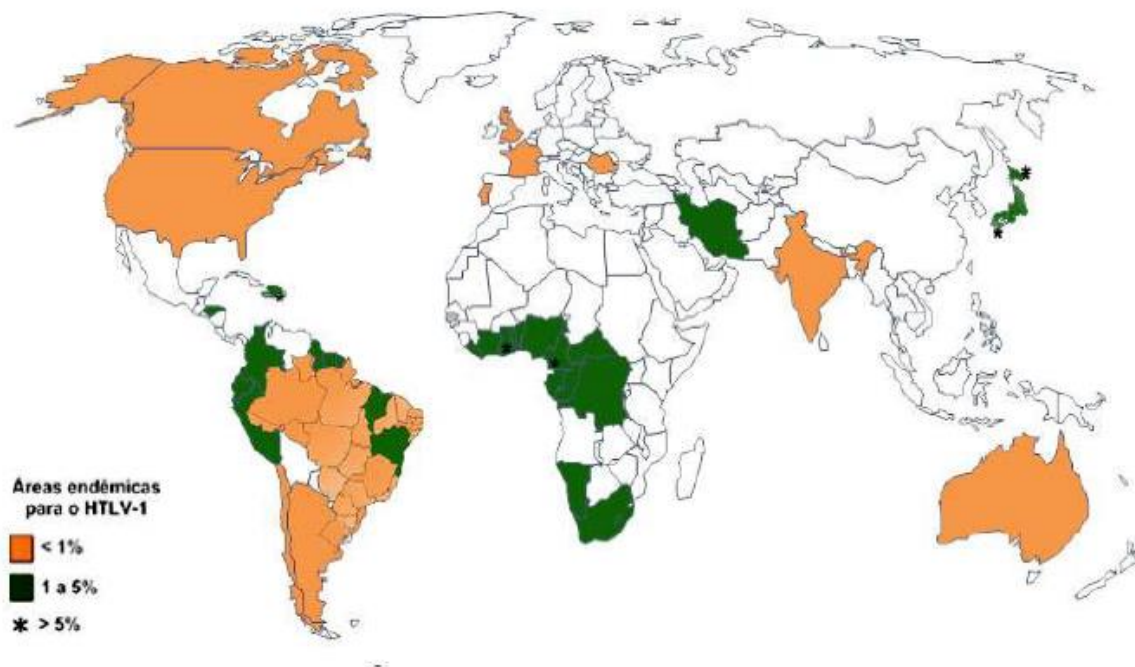 Áreas endêmicas
para o HTLV-1
< 1%
1 a 5%
* > 5%